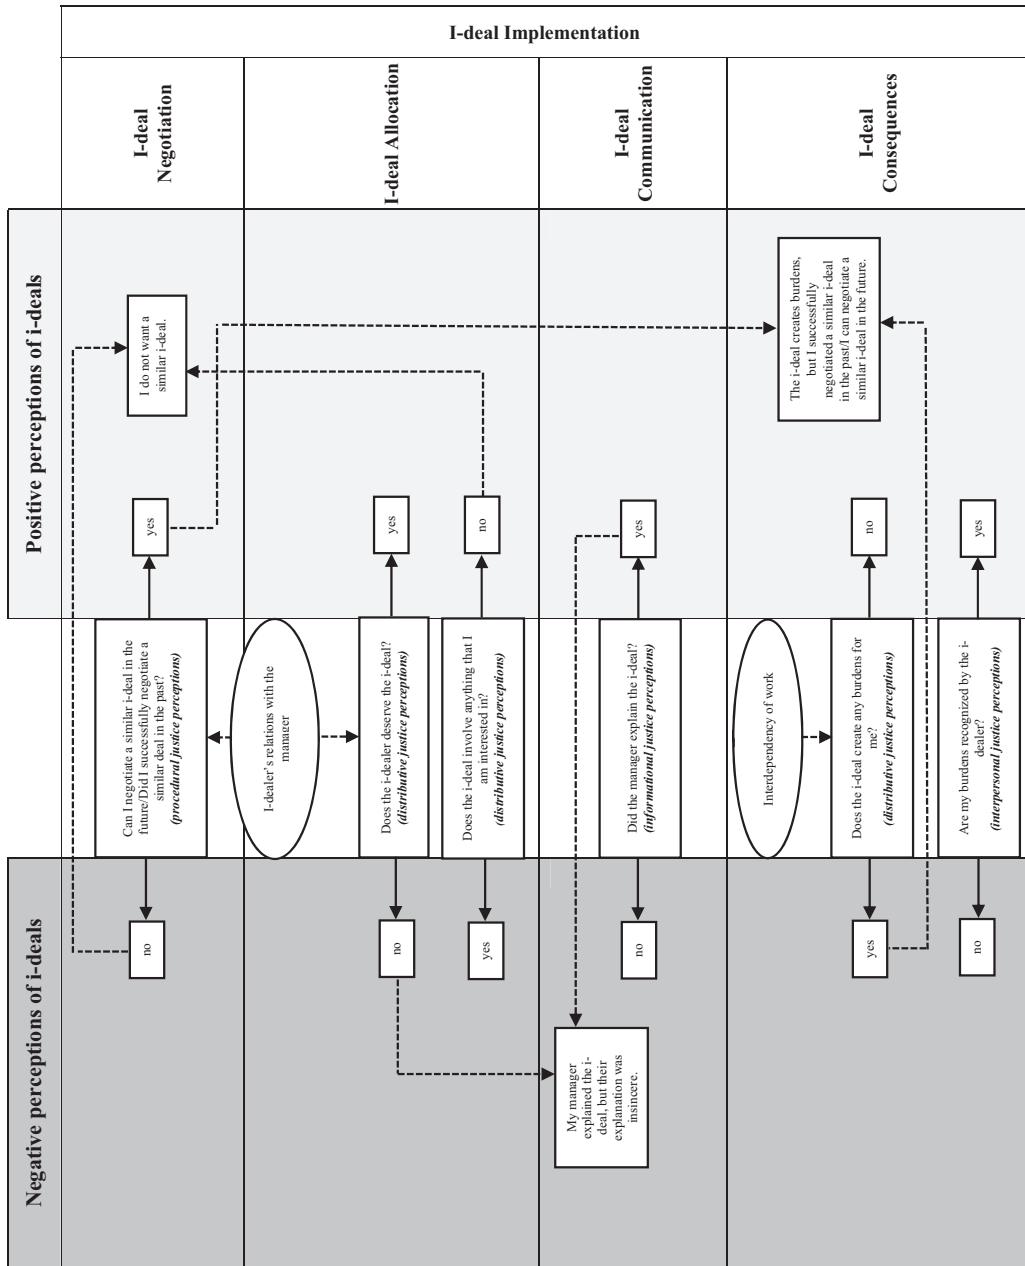 I-deal Implementation
I-deal
Negotiation
I-deal Allocation
I-deal
Communication
I-deal
Consequences
Positive perceptions of i-deals
I do not want a
similar i-deal.
The i-deal creates burdens,
but I successfully
negotiated a similar i-deal
in the past/I can negotiate a
similar i-deal in the future.
yes
yes
no
yes
no
yes
Can I negotiate a similar i-deal in the
future/Did I successfully negotiate a
similar deal in the past?
(procedural justice perceptions)
I-dealer's relations with the
manager
Does the i-dealer deserve the i-deal?
(distributive justice perceptions)
Does the i-deal involve anything that I
am interested in?
(distributive justice perceptions)
Did the manager explain the i-deal?
(informational justice perceptions)
Interdependency of work
Does the i-deal create any burdens for
me?
(distributive justice perceptions)
Are my burdens recognized by the i-
dealer?
(interpersonal justice perceptions)
Negative perceptions of i-deals
no
no
yes
no
yes
no
My manager
explained the i-
deal, but their
explanation was
insincere.